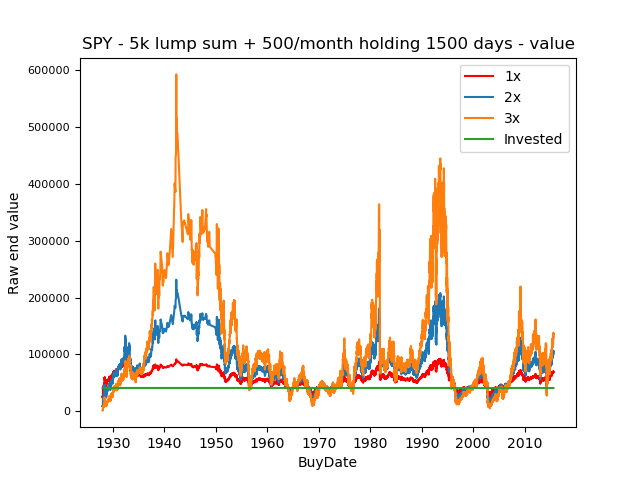 SPY - 5k lump sum + 500/month holding 1500 days - value
600000
500000
400000
300000
200000
100000
0
Raw end value
1x
2x
3x
Invested
1930 1940 1950 1960 1970 1980 1990 2000 2010
BuyDate